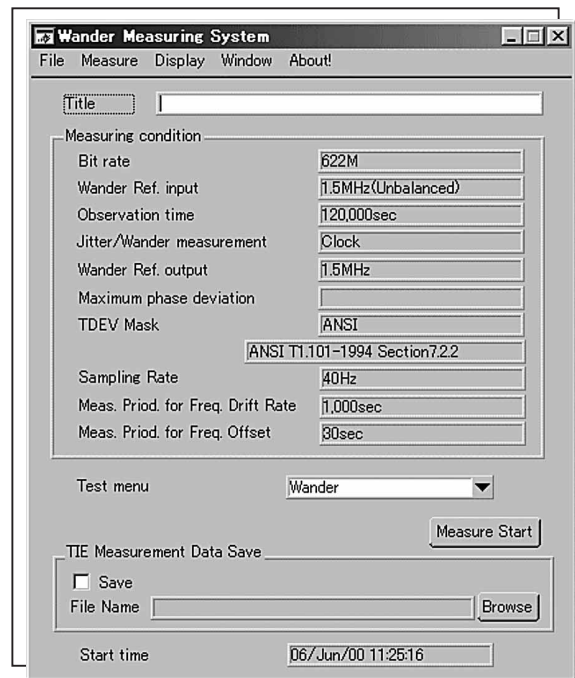 Wander Measuring System
File Measure Display Window About!
Title
Measuring condition
Bit rate 622M
Wander Ref. input 1.5MHz(Unbalanced)
Observation time 120,000sec
Jitter/Wander measurement Clock
Wander Ref. output 1.5MHz
Maximum phase deviation
TDEV Mask ANSI
ANSI T1.101-1994 Section7.2.2
Sampling Rate 40Hz
Meas. Priod. for Freq. Drift Rate 1,000sec
Meas. Priod. for Freq. Offset 30sec
Test menu Wander
Measure Start
TIE Measurement Data Save
Save
File Name Browse
Start time 06/Jun/00 11:25:16